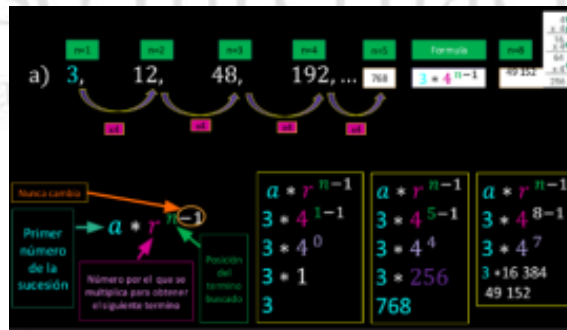 n=1 n=2 n=3 n=4 n=5 Formula n=8
a) 3, 12, 48, 192, ... 768 3 * 4^{n-1} 49 152
x4 x4 x4 x4
Nunca cambia
a * r^{n-1}
Primer
número
de la
sucesión
Número por el que se
multiplica para obtener
el siguiente termino
Posición
del
termino
buscado
a * r^{n-1}
3 * 4^{1-1}
3 * 4^0
3 * 1
3
a * r^{n-1}
3 * 4^{5-1}
3 * 4^4
3 * 256
768
a * r^{n-1}
3 * 4^{8-1}
3 * 4^7
3 *16 384
49 152